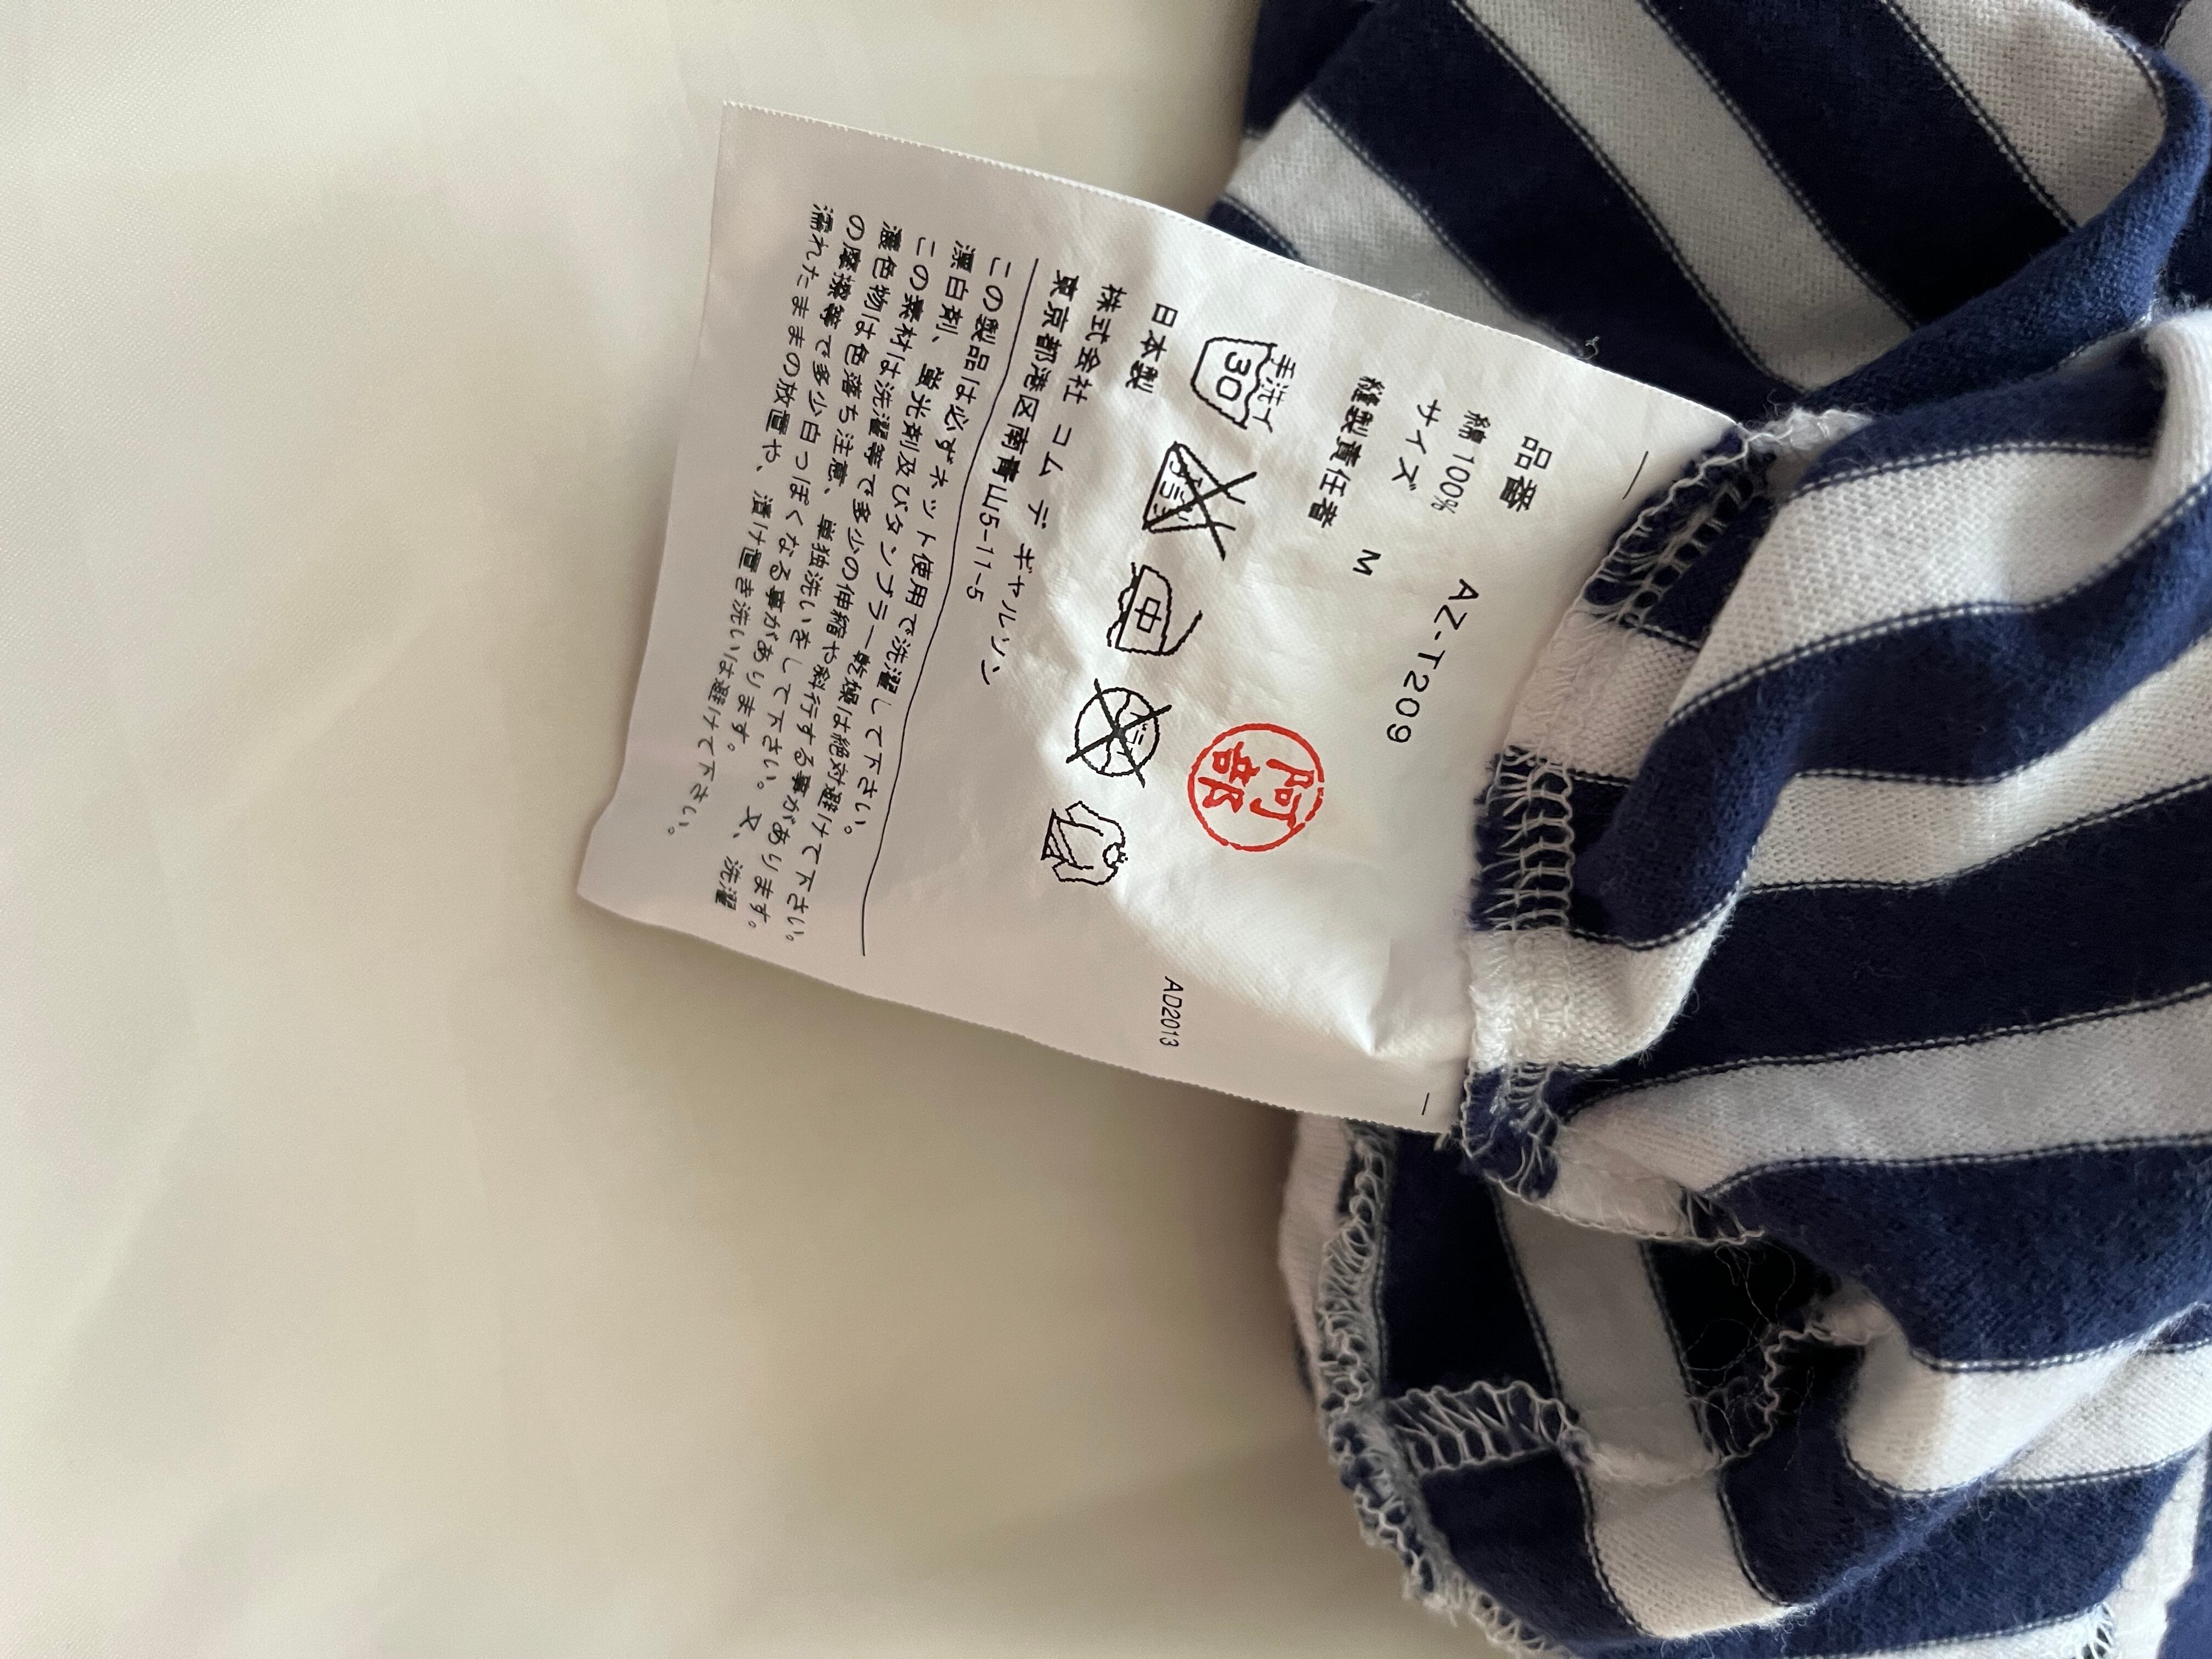 品番 AZ-T209
綿 100%
サイズ M
縫製責任者 阿部
手洗イ 30 エンソサラシ 中 ドライ
日本製 AD2013
株式会社 コム デ ギャルソン
東京都港区南青山5-11-5
この製品は必ずネット使用で洗濯して下さい。
漂白剤、蛍光剤及びタンブラー乾燥は絶対避けて下さい。
この素材は洗濯等で多少の伸縮や斜行する事があります。
濃色物は色落ち注意、単独洗いをして下さい。又、洗濯
の摩擦等で多少白っぽくなる事があります。
濡れたままの放置や、漬け置き洗いは避けて下さい。